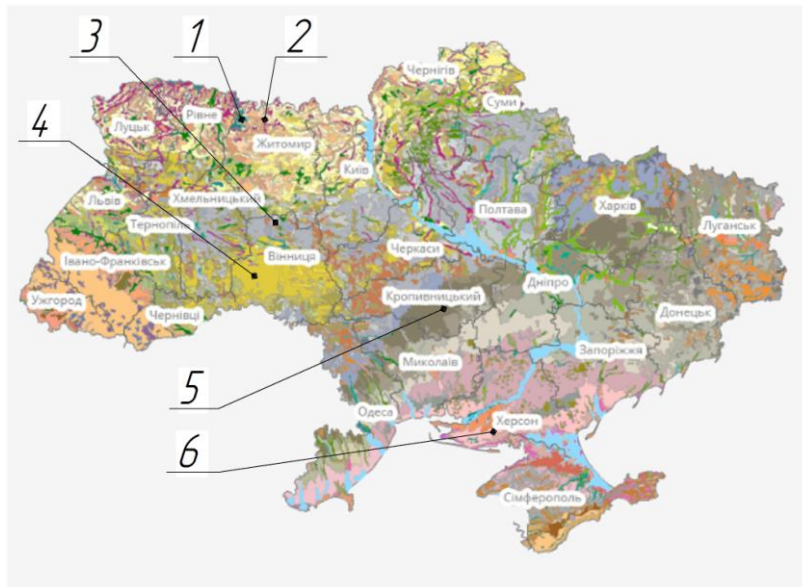 3
1
2
4
Чернігів
Суми
Рівне
Луцьк
Житомир
Київ
Львів
Хмельницький
Тернопіль
Полтава
Харків
Луганськ
Вінниця
Черкаси
Івано-Франківськ
Ужгород
Чернівці
Кропивницький
Дніпро
Донецьк
Миколаїв
Запоріжжя
5
Одеса
Херсон
6
Сімферополь